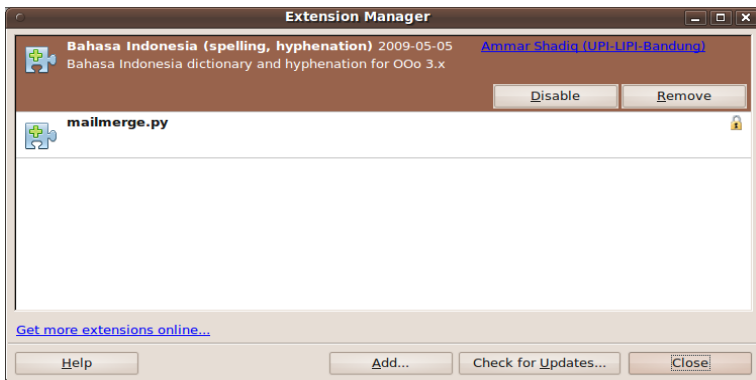 Extension Manager
Bahasa Indonesia (spelling, hyphenation) 2009-05-05 Ammar Shadiq (UPI-LIPI-Bandung)
Bahasa Indonesia dictionary and hyphenation for OOo 3.x
Disable Remove
mailmerge.py
Get more extensions online...
Help Add... Check for Updates... Close